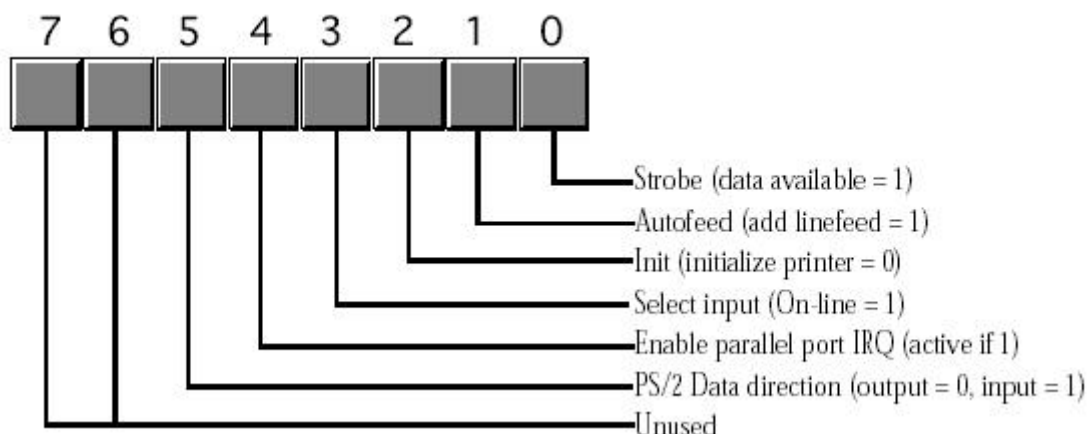 7 6 5 4 3 2 1 0
Strobe (data available = 1)
Autofeed (add linefeed = 1)
Init (initialize printer = 0)
Select input (On-line = 1)
Enable parallel port IRQ (active if 1)
PS/2 Data direction (output = 0, input = 1)
Unused